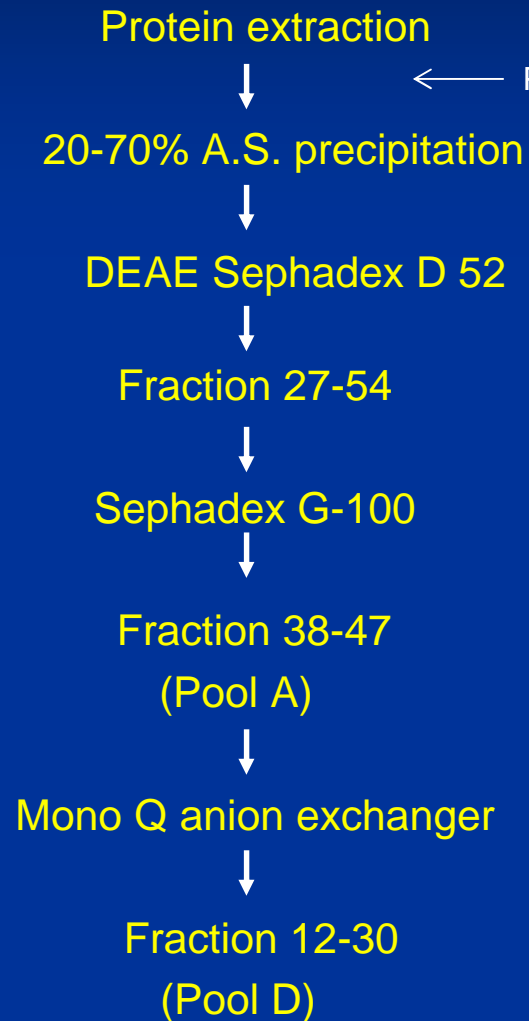 Protein extraction
20-70% A.S. precipitation
DEAE Sephadex D 52
Fraction 27-54
Sephadex G-100
Fraction 38-47
(Pool A)
Mono Q anion exchanger
Fraction 12-30
(Pool D)